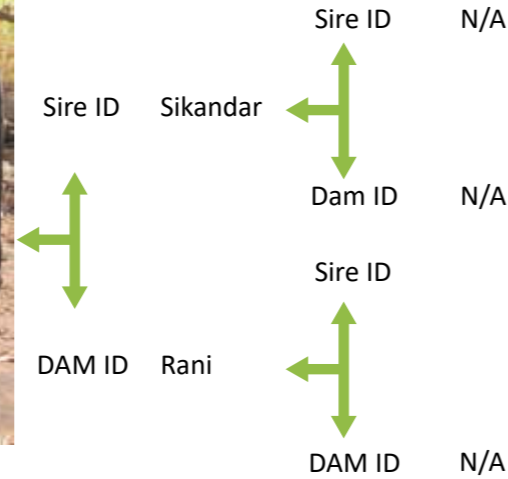 Sire ID N/A
Sire ID Sikandar
Dam ID N/A
Sire ID
DAM ID Rani
DAM ID N/A